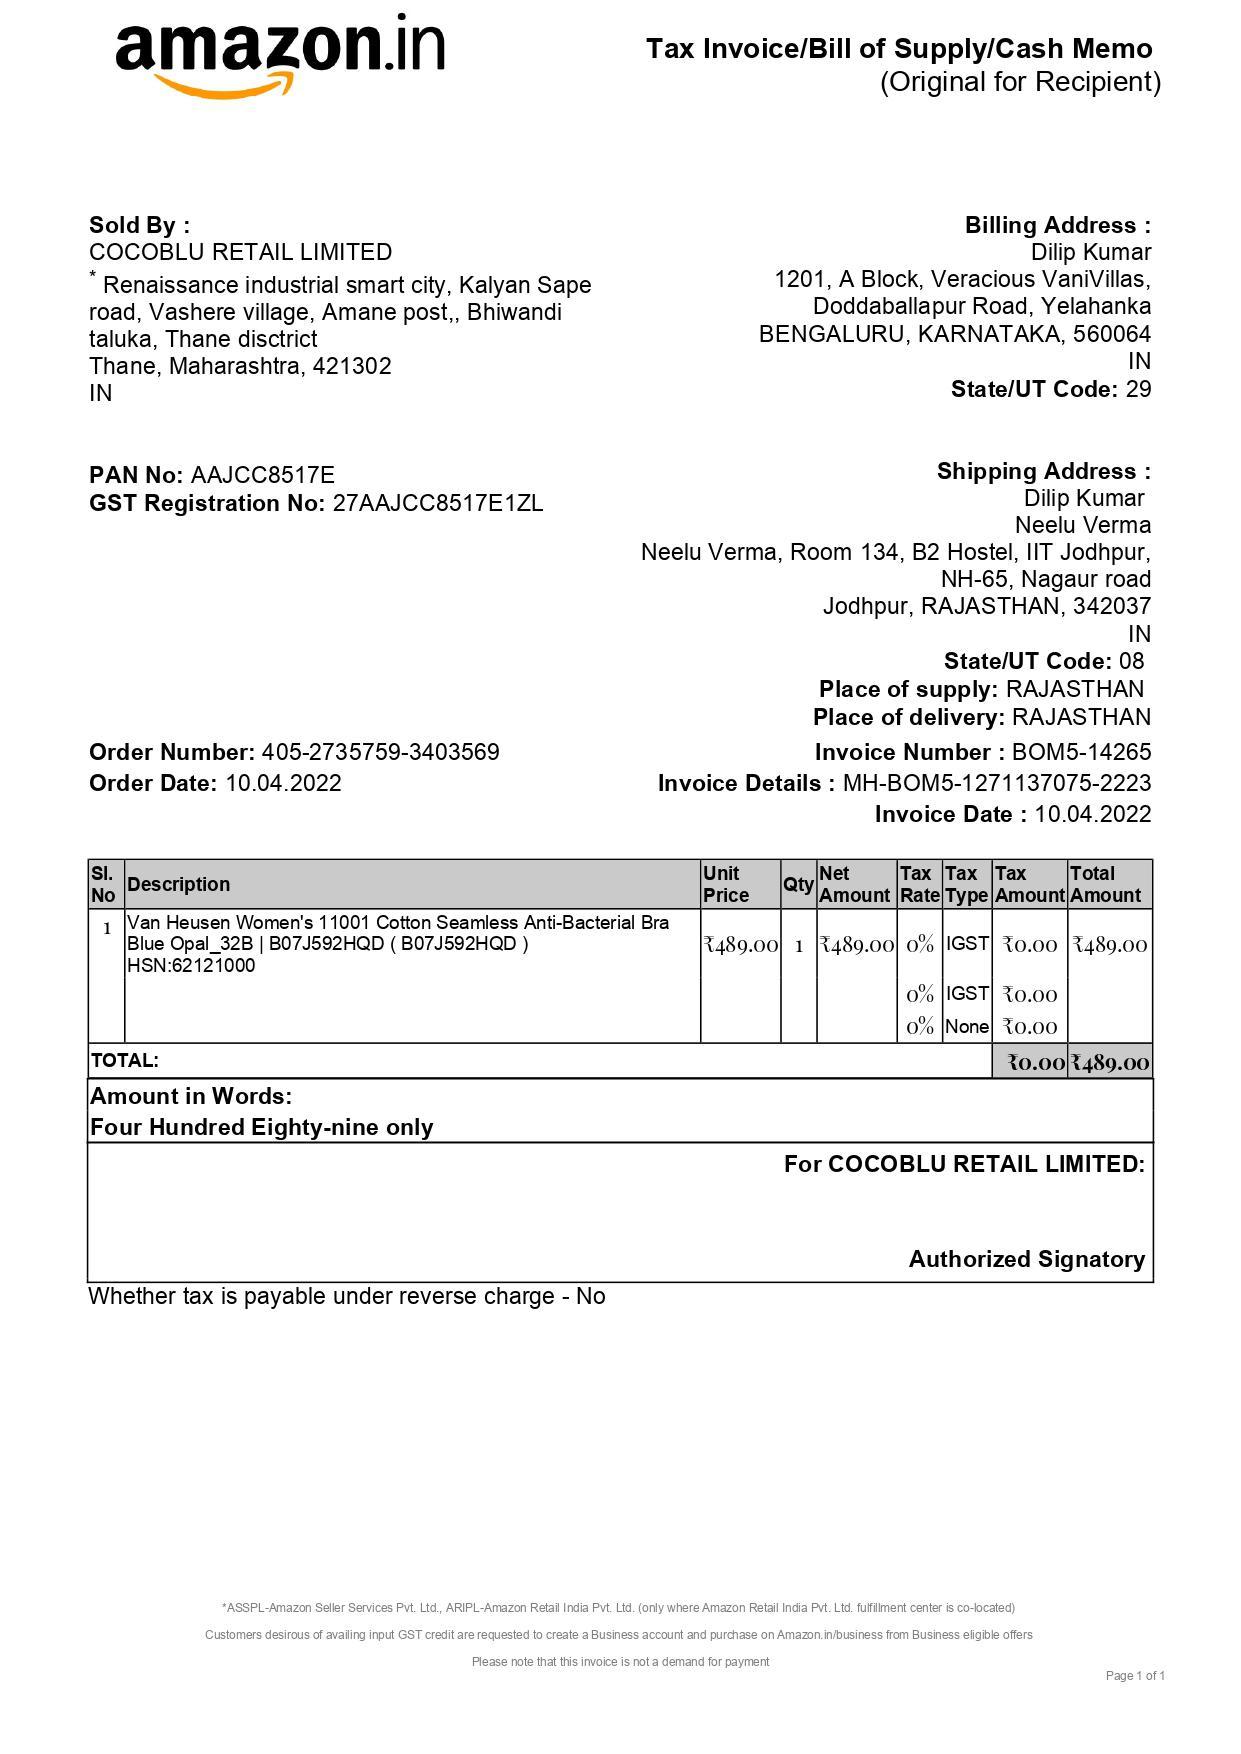 amazon.in
Tax Invoice/Bill of Supply/Cash Memo
(Original for Recipient)
Sold By :
COCOBLU RETAIL LIMITED
* Renaissance industrial smart city, Kalyan Sape
road, Vashere village, Amane post,, Bhiwandi
taluka, Thane disctrict
Thane, Maharashtra, 421302
IN
Billing Address :
Dilip Kumar
1201, A Block, Veracious VaniVillas,
Doddaballapur Road, Yelahanka
BENGALURU, KARNATAKA, 560064
IN
State/UT Code: 29
PAN No: AAJCC8517E
GST Registration No: 27AAJCC8517E1ZL
Shipping Address :
Dilip Kumar
Neelu Verma
Neelu Verma, Room 134, B2 Hostel, IIT Jodhpur,
NH-65, Nagaur road
Jodhpur, RAJASTHAN, 342037
IN
State/UT Code: 08
Place of supply: RAJASTHAN
Place of delivery: RAJASTHAN
Order Number: 405-2735759-3403569
Order Date: 10.04.2022
Invoice Number : BOM5-14265
Invoice Details : MH-BOM5-1271137075-2223
Invoice Date : 10.04.2022
Sl. No Description Unit Price Qty Net Amount Tax Rate Tax Type Tax Amount Total Amount
1 Van Heusen Women's 11001 Cotton Seamless Anti-Bacterial Bra
Blue Opal_32B | B07J592HQD ( B07J592HQD ) ₹489.00 1 ₹489.00 0% IGST ₹0.00 ₹489.00
HSN:62121000
0% IGST ₹0.00
0% None ₹0.00
TOTAL: ₹0.00 ₹489.00
Amount in Words:
Four Hundred Eighty-nine only
For COCOBLU RETAIL LIMITED:
Authorized Signatory
Whether tax is payable under reverse charge - No
*ASSPL-Amazon Seller Services Pvt. Ltd., ARIPL-Amazon Retail India Pvt. Ltd. (only where Amazon Retail India Pvt. Ltd. fulfillment center is co-located)
Customers desirous of availing input GST credit are requested to create a Business account and purchase on Amazon.in/business from Business eligible offers
Please note that this invoice is not a demand for payment
Page 1 of 1